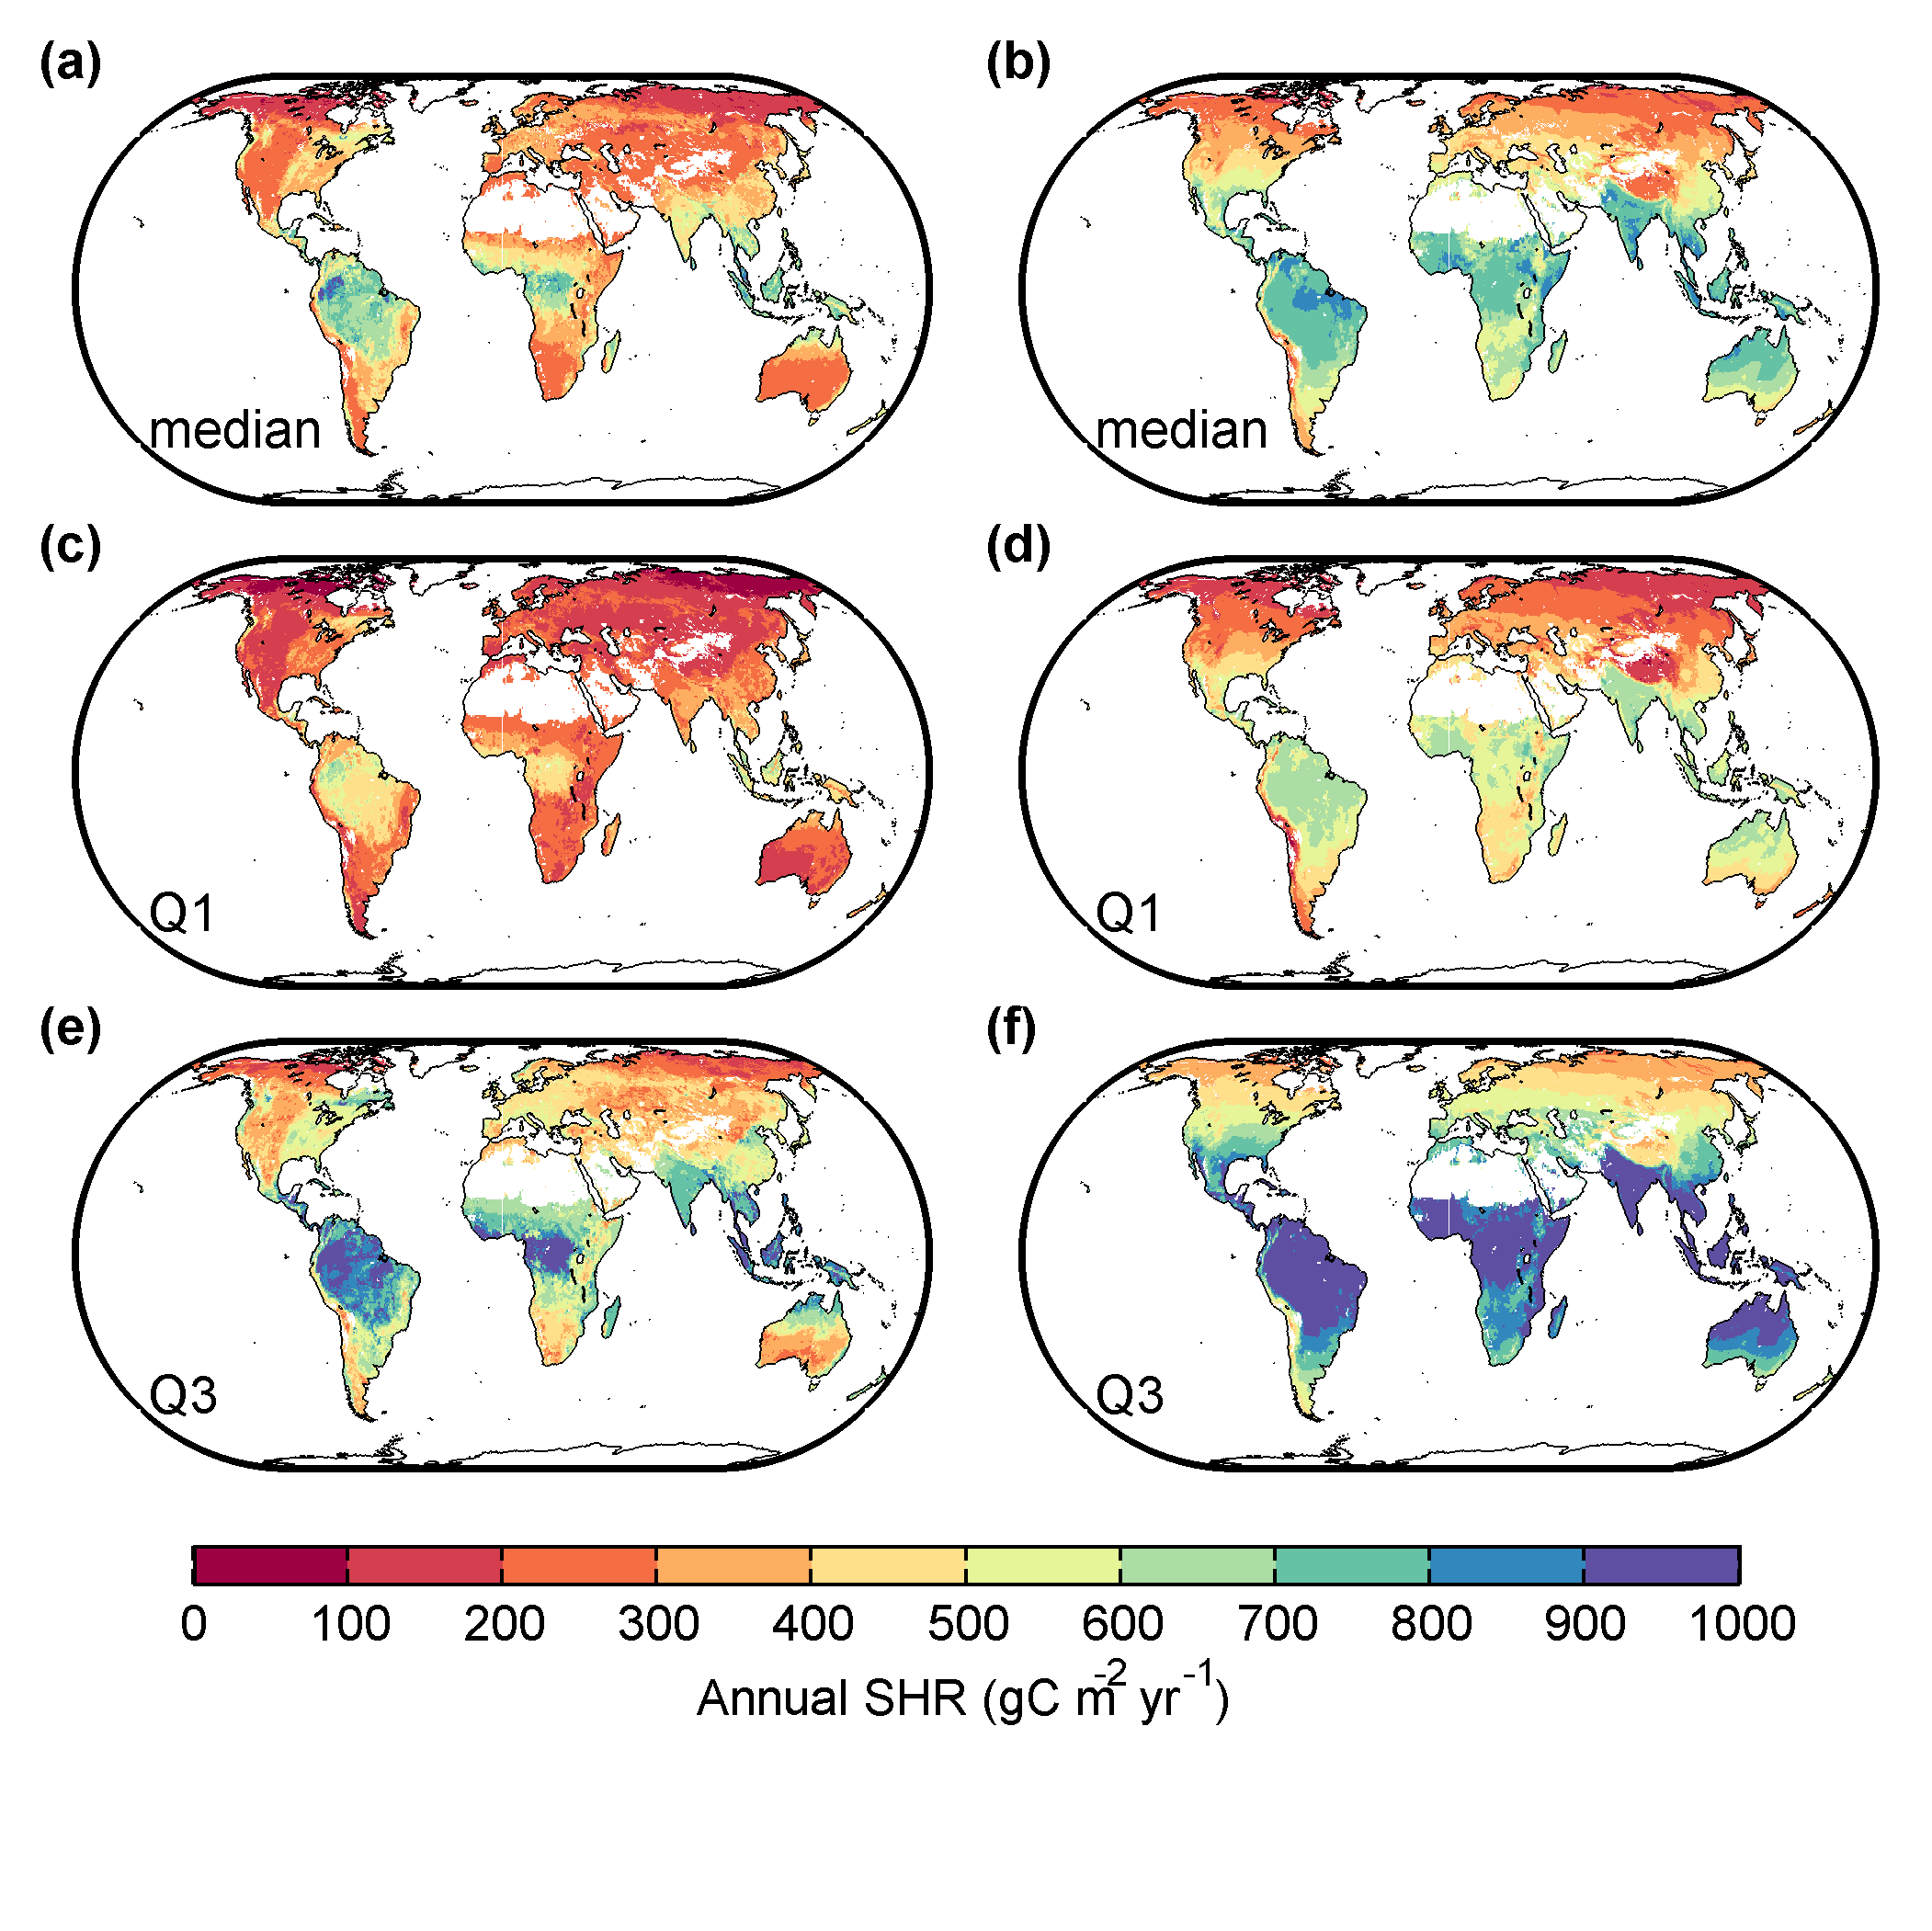 (a) (b)
median median
(c) (d)
Q1 Q1
(e) (f)
Q3 Q3
0 100 200 300 400 500 600 700 800 900 1000
Annual SHR (gC m-2 yr-1)